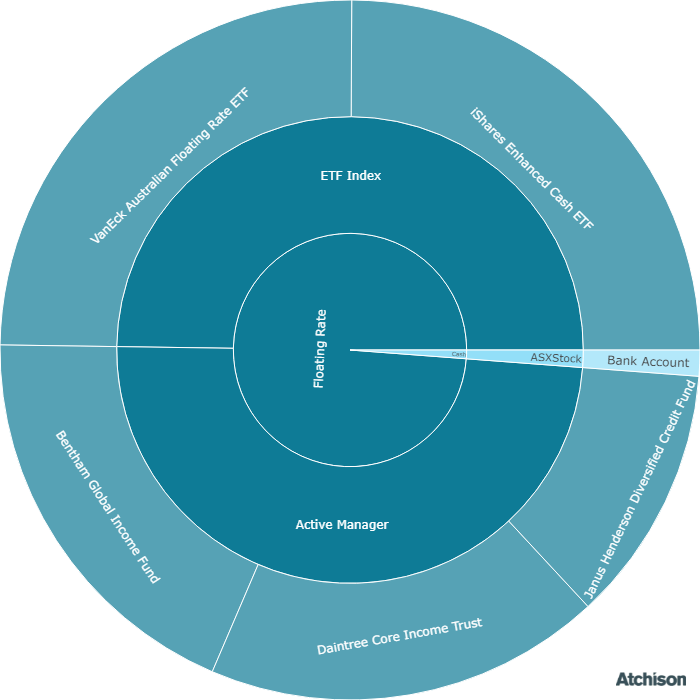 VanEck Australian Floating Rate ETF
iShares Enhanced Cash ETF
ETF Index
Floating Rate
Cash
ASXStock
Bank Account
Janus Henderson Diversified Credit Fund
Bentham Global Income Fund
Active Manager
Daintree Core Income Trust
Atchison